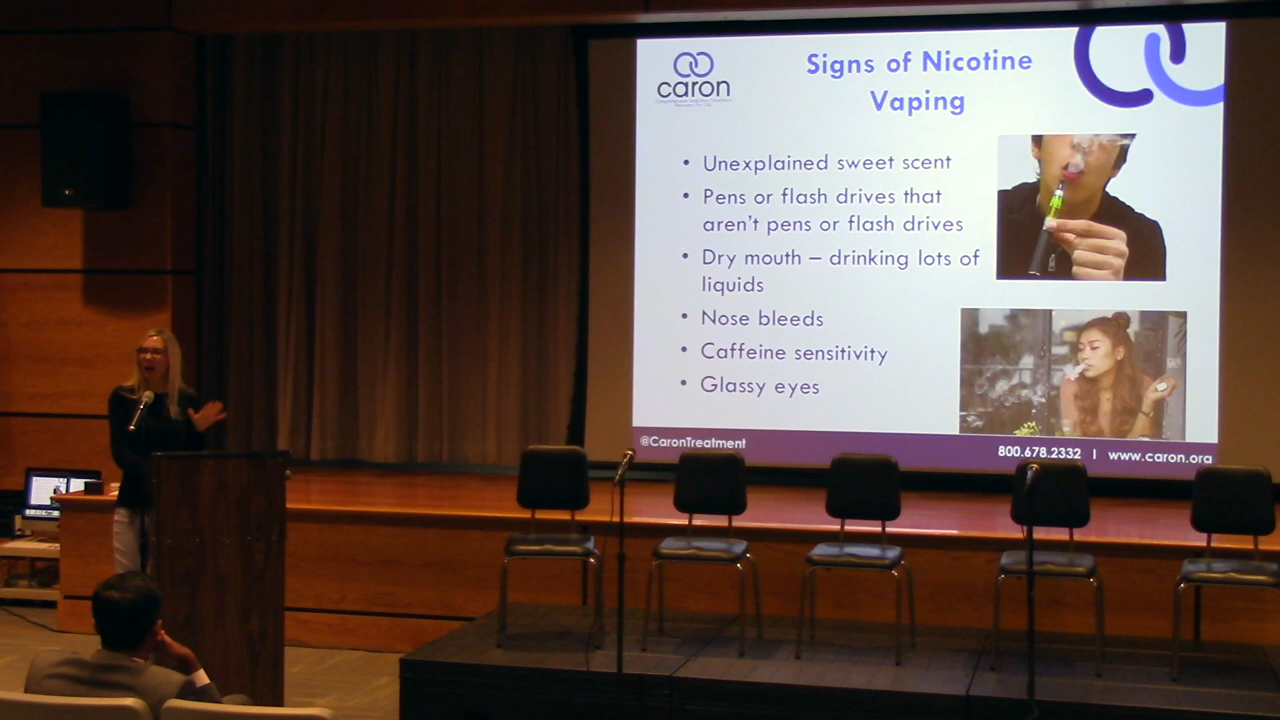 caron
Signs of Nicotine
Vaping
• Unexplained sweet scent
• Pens or flash drives that
aren't pens or flash drives
• Dry mouth – drinking lots of
liquids
• Nose bleeds
• Caffeine sensitivity
• Glassy eyes
@CaronTreatment
800.678.2332 | www.caron.org